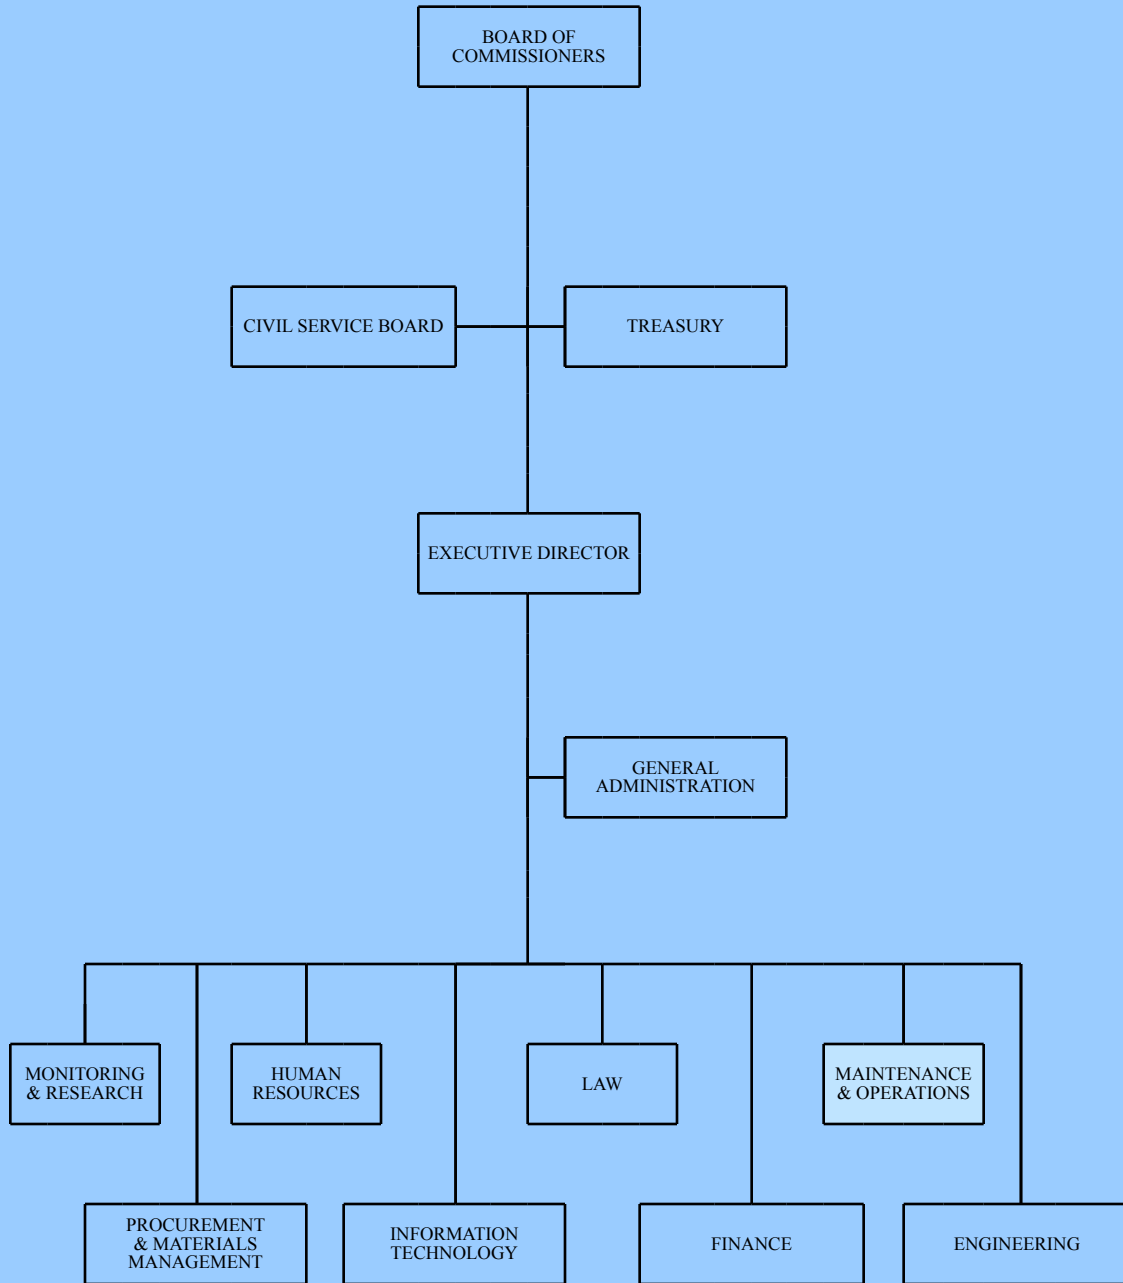 BOARD OF
COMMISSIONERS
CIVIL SERVICE BOARD
TREASURY
EXECUTIVE DIRECTOR
GENERAL
ADMINISTRATION
MONITORING
& RESEARCH
HUMAN
RESOURCES
LAW
MAINTENANCE
& OPERATIONS
PROCUREMENT
& MATERIALS
MANAGEMENT
INFORMATION
TECHNOLOGY
FINANCE
ENGINEERING